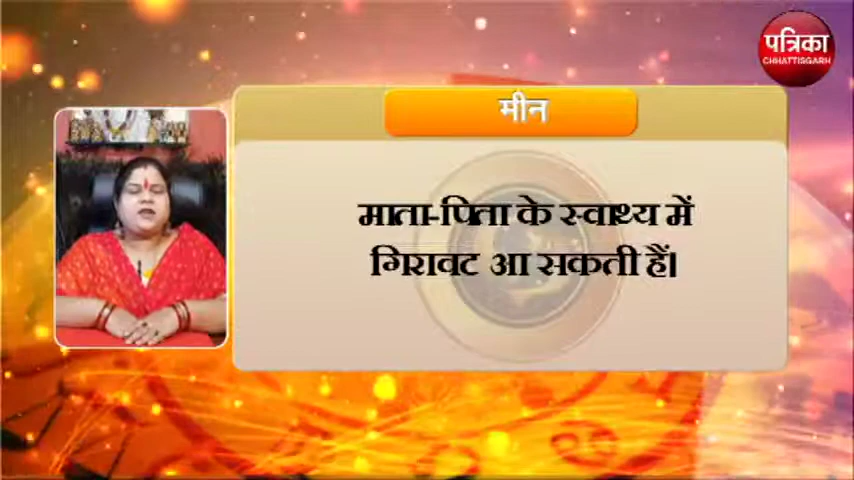 पत्रिका
CHHATTISGARH
मीन
माता-पिता के स्वाथ्य में
गिरावट आ सकती हैं।